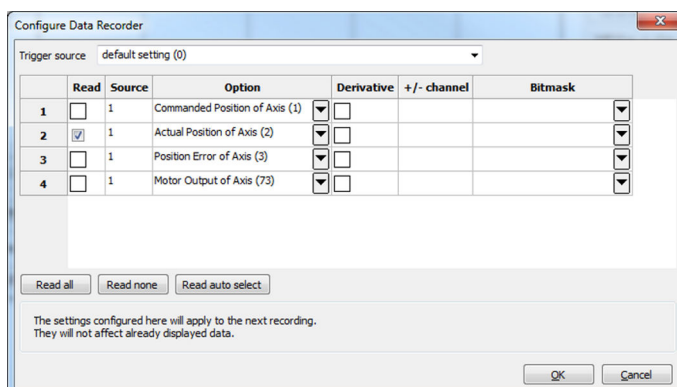 Configure Data Recorder
Trigger source default setting (0)
Read Source Option Derivative +/- channel Bitmask
1 1 Commanded Position of Axis (1)
2 1 Actual Position of Axis (2)
3 1 Position Error of Axis (3)
4 1 Motor Output of Axis (73)
Read all Read none Read auto select
The settings configured here will apply to the next recording.
They will not affect already displayed data.
OK Cancel